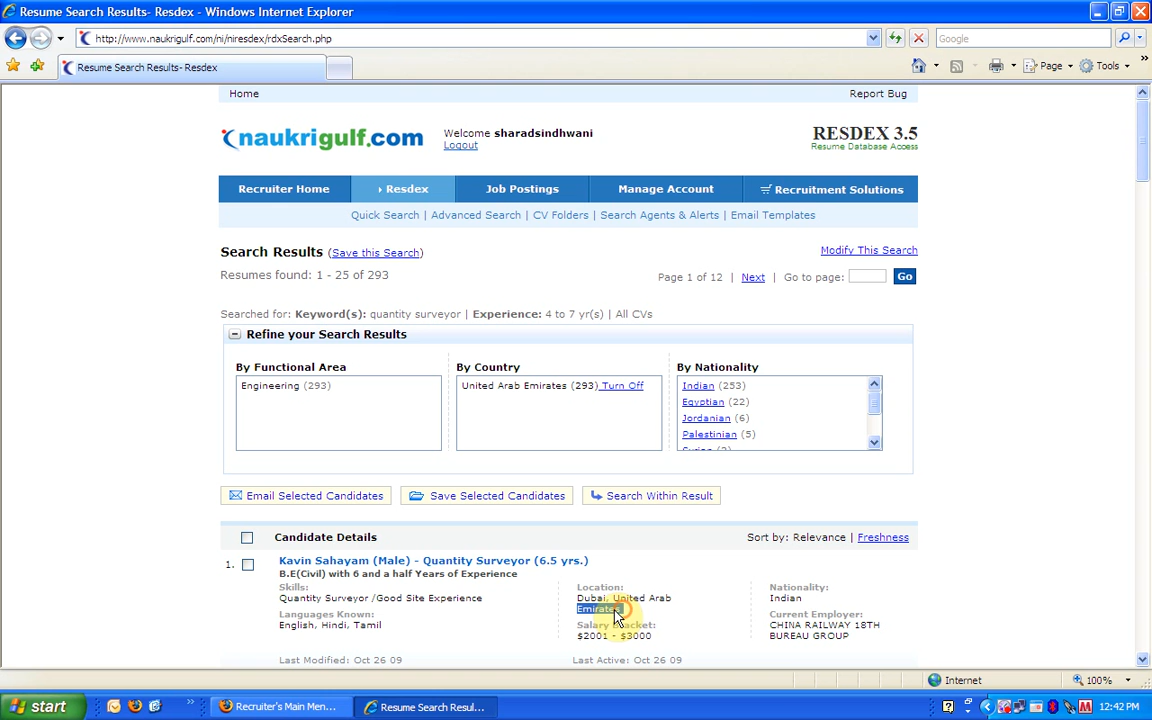 Resume Search Results- Resdex - Windows Internet Explorer
http://www.naukrigulf.com/ni/niresdex/rdxSearch.php
Google
Resume Search Results- Resdex
Page
Tools
Home
Report Bug
naukrigulf.com
Welcome sharadsindhwani
Logout
RESDEX 3.5
Resume Database Access
Recruiter Home
Resdex
Job Postings
Manage Account
Recruitment Solutions
Quick Search | Advanced Search | CV Folders | Search Agents & Alerts | Email Templates
Search Results (Save this Search)
Modify This Search
Resumes found: 1 - 25 of 293
Page 1 of 12 | Next | Go to page: Go
Searched for: Keyword(s): quantity surveyor | Experience: 4 to 7 yr(s) | All CVs
Refine your Search Results
By Functional Area
By Country
By Nationality
Engineering (293)
United Arab Emirates (293) Turn Off
Indian (253)
Egyptian (22)
Jordanian (6)
Palestinian (5)
Email Selected Candidates
Save Selected Candidates
Search Within Result
Candidate Details
Sort by: Relevance | Freshness
1. Kavin Sahayam (Male) - Quantity Surveyor (6.5 yrs.)
B.E(Civil) with 6 and a half Years of Experience
Skills:
Quantity Surveyor /Good Site Experience
Languages Known:
English, Hindi, Tamil
Location:
Dubai, United Arab
Emirates
Salary Bracket:
$2001 - $3000
Nationality:
Indian
Current Employer:
CHINA RAILWAY 18TH
BUREAU GROUP
Last Modified: Oct 26 09
Last Active: Oct 26 09
Internet
100%
start
Recruiter's Main Men...
Resume Search Resul...
12:42 PM